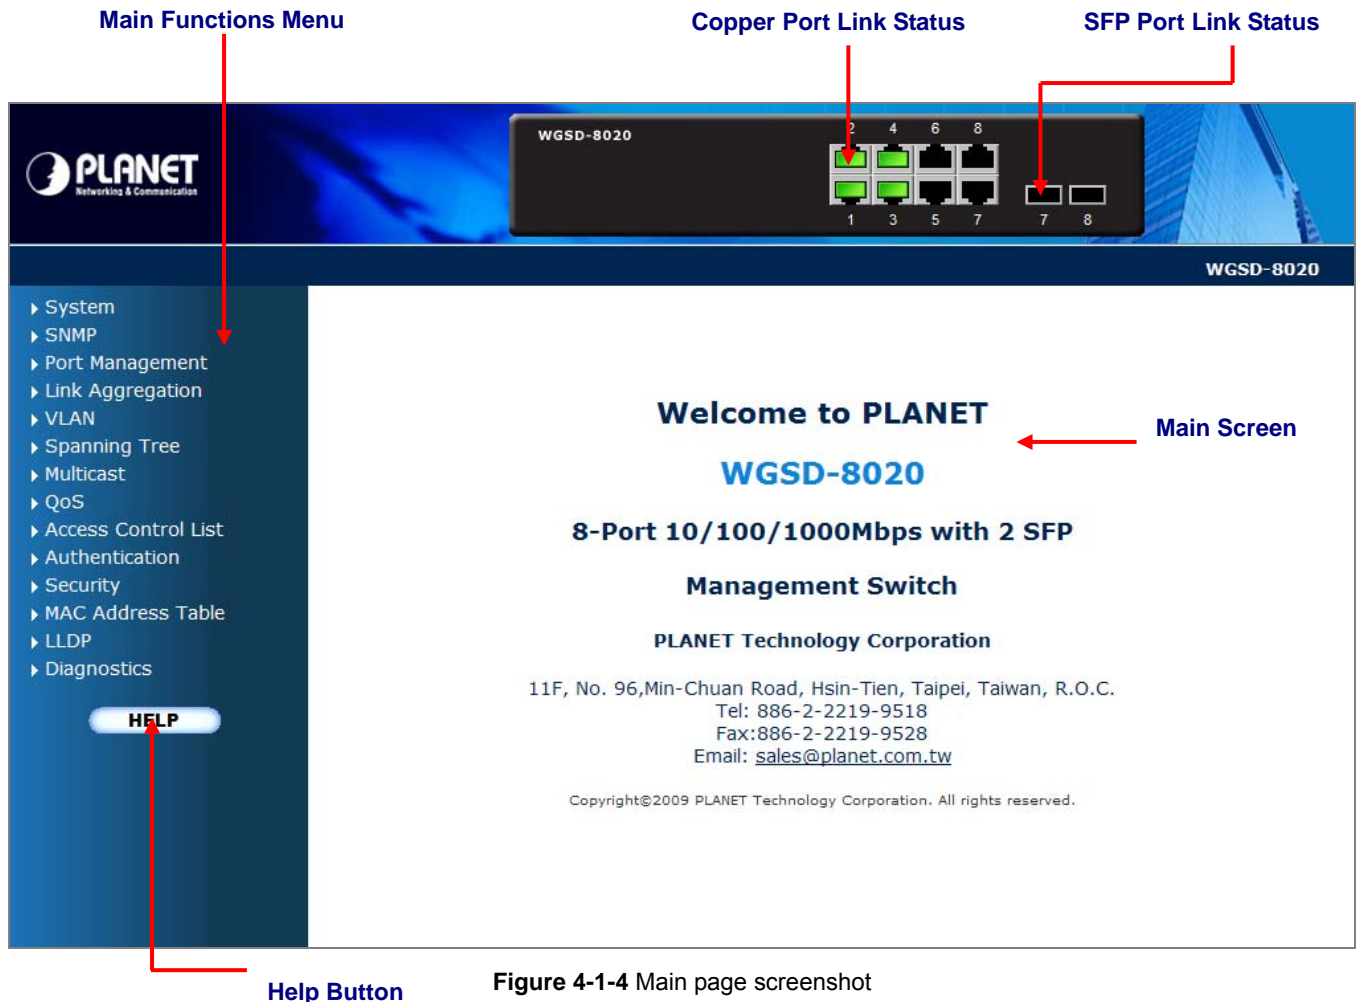 Main Functions Menu
Copper Port Link Status
SFP Port Link Status
PLANET
Networking & Communication
WGSD-8020
2 4 6 8
1 3 5 7 7 8
WGSD-8020
System
SNMP
Port Management
Link Aggregation
VLAN
Spanning Tree
Multicast
QoS
Access Control List
Authentication
Security
MAC Address Table
LLDP
Diagnostics
HELP
Welcome to PLANET
WGSD-8020
8-Port 10/100/1000Mbps with 2 SFP
Management Switch
PLANET Technology Corporation
11F, No. 96,Min-Chuan Road, Hsin-Tien, Taipei, Taiwan, R.O.C.
Tel: 886-2-2219-9518
Fax:886-2-2219-9528
Email: sales@planet.com.tw
Copyright©2009 PLANET Technology Corporation. All rights reserved.
Main Screen
Help Button
Figure 4-1-4 Main page screenshot